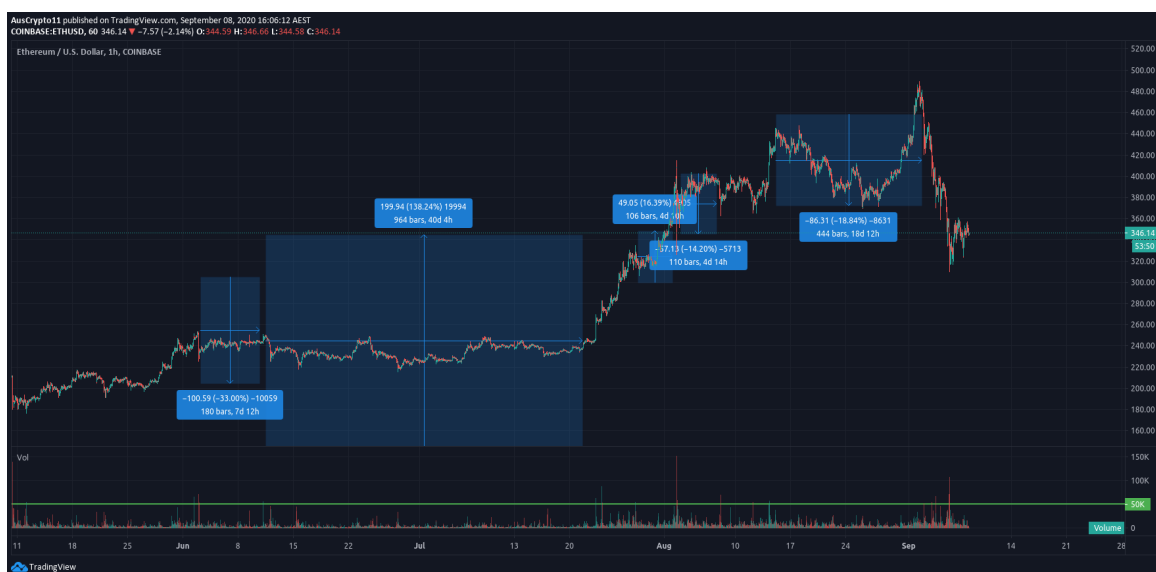 AusCrypto11 published on TradingView.com, September 08, 2020 16:06:12 AEST
COINBASE:ETHUSD, 60 346.14 ▼ −7.57 (−2.14%) O:344.59 H:346.66 L:344.58 C:346.14
Ethereum / U.S. Dollar, 1h, COINBASE
520.00
500.00
480.00
460.00
440.00
420.00
400.00
380.00
360.00
346.14
53:50
320.00
300.00
280.00
260.00
240.00
220.00
200.00
180.00
160.00
199.94 (138.24%) 19994
964 bars, 40d 4h
49.05 (16.39%) 4905
106 bars, 4d 10h
−57.13 (−14.20%) −5713
110 bars, 4d 14h
−86.31 (−18.84%) −8631
444 bars, 18d 12h
−100.59 (−33.00%) −10059
180 bars, 7d 12h
Vol
150K
100K
50K
Volume 0
11 18 25 Jun 8 15 22 Jul 13 20 Aug 10 17 24 Sep 14 21 28
TradingView